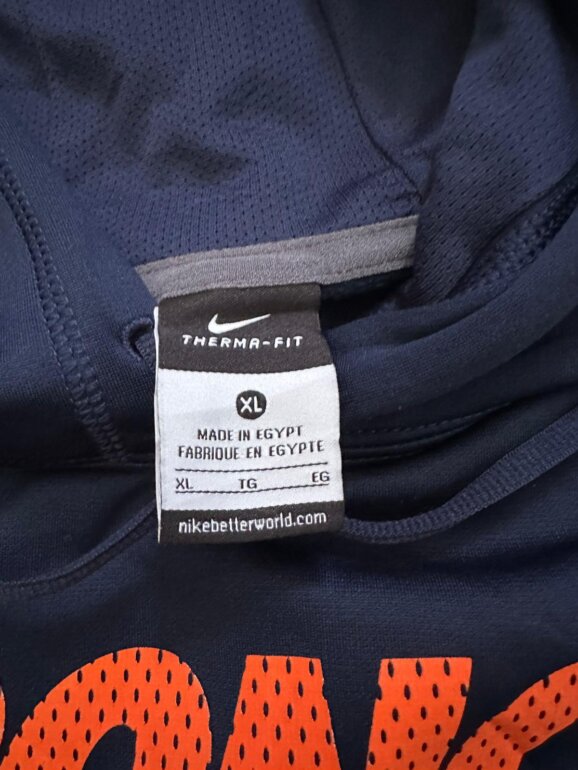 THERMA-FIT
XL
MADE IN EGYPT
FABRIQUE EN EGYPTE
XL TG EG
nikebetterworld.com